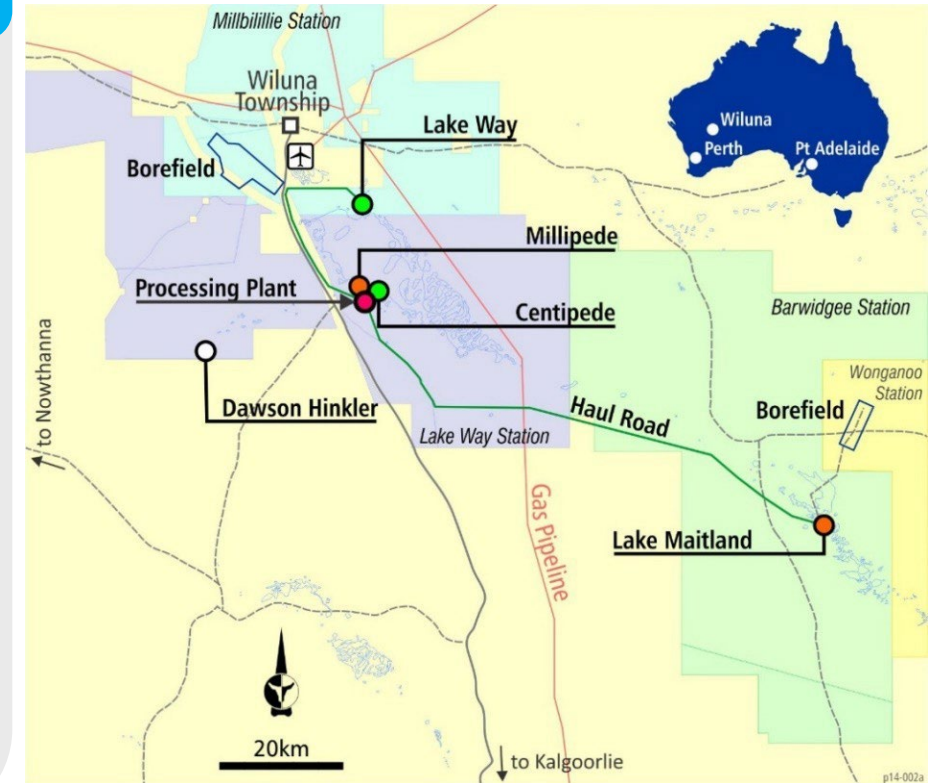 Millbilillie Station
Wiluna
Township
Lake Way
Wiluna
Perth
Pt Adelaide
Borefield
Millipede
Processing Plant
Centipede
Barwidgee Station
Wonganoo
Station
to Nowthanna
Dawson Hinkler
Haul Road
Borefield
Lake Way Station
Gas Pipeline
Lake Maitland
20km
to Kalgoorlie
p14-002a